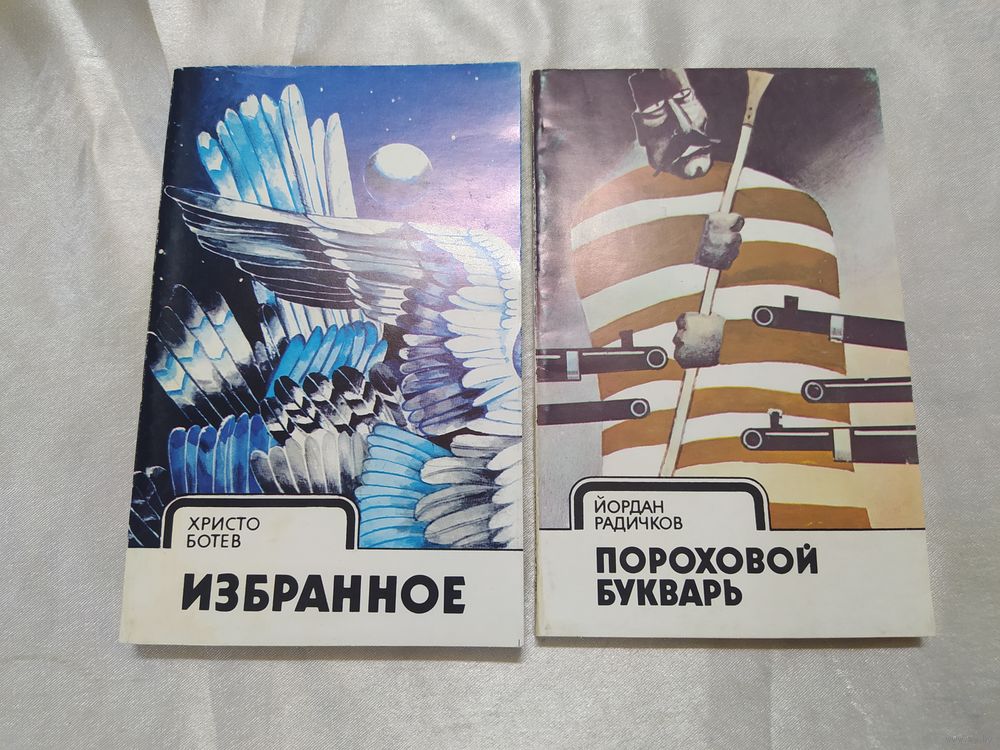 ХРИСТО
БОТЕВ
ИЗБРАННОЕ
ЙОРДАН
РАДИЧКОВ
ПОРОХОВОЙ
БУКВАРЬ